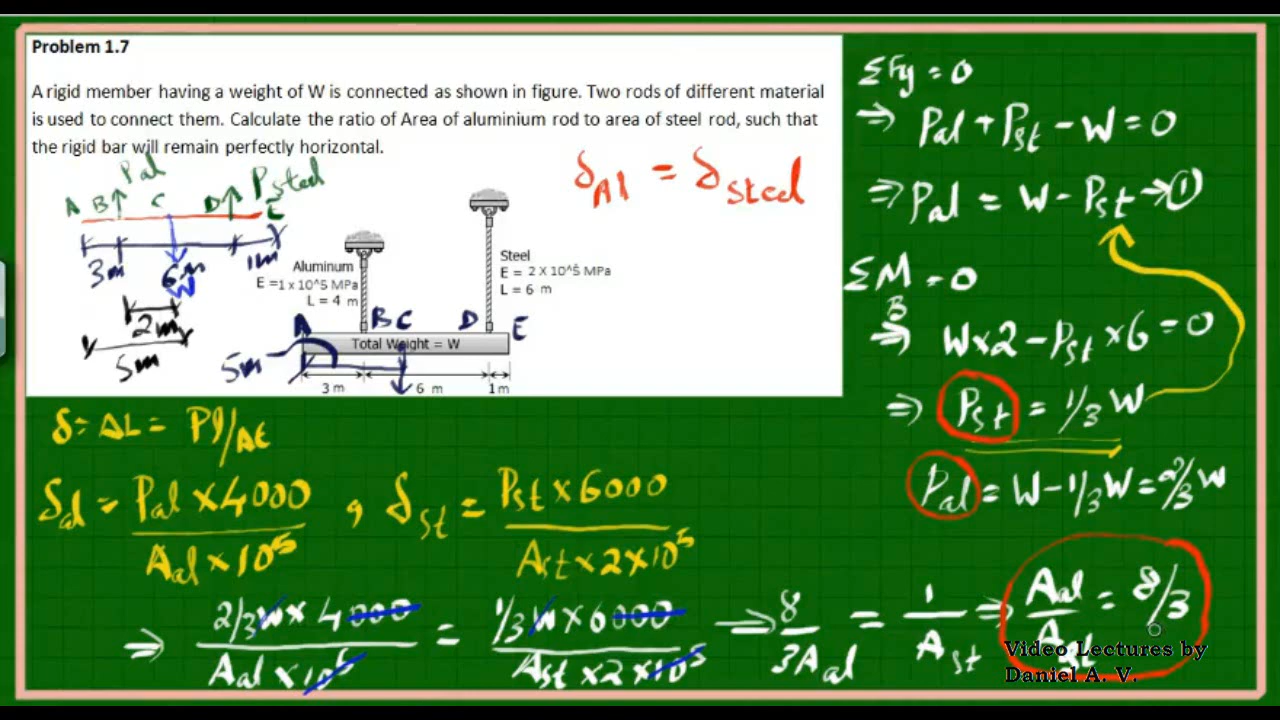 Problem 1.7
A rigid member having a weight of W is connected as shown in figure. Two rods of different material
is used to connect them. Calculate the ratio of Area of aluminium rod to area of steel rod, such that
the rigid bar will remain perfectly horizontal.
Pal
Psteel
A B C D E
3m 6m 1m
W
2m
5m
δAl = δsteel
Aluminum
E =1 x 10^5 MPa
L = 4 m
Steel
E = 2 X 10^5 MPa
L = 6 m
A B C D E
Total Weight = W
5m
3 m 6 m 1 m
ΣFy = 0
⇒ Pal + Pst - W = 0
⇒ Pal = W - Pst → ①
ΣM = 0
B
⇒ W×2 - Pst × 6 = 0
⇒ Pst = 1/3 W
Pal = W - 1/3 W = 2/3 W
δ = ΔL = Pl/AE
δal = Pal × 4000 / Aal × 10^5 , δst = Pst × 6000 / Ast × 2 × 10^5
⇒ 2/3 W × 4000 / Aal × 10^5 = 1/3 W × 6000 / Ast × 2 × 10^5 ⇒ 8 / 3Aal = 1 / Ast ⇒ Aal / Ast = 8/3
Video Lectures by
Daniel A. V.